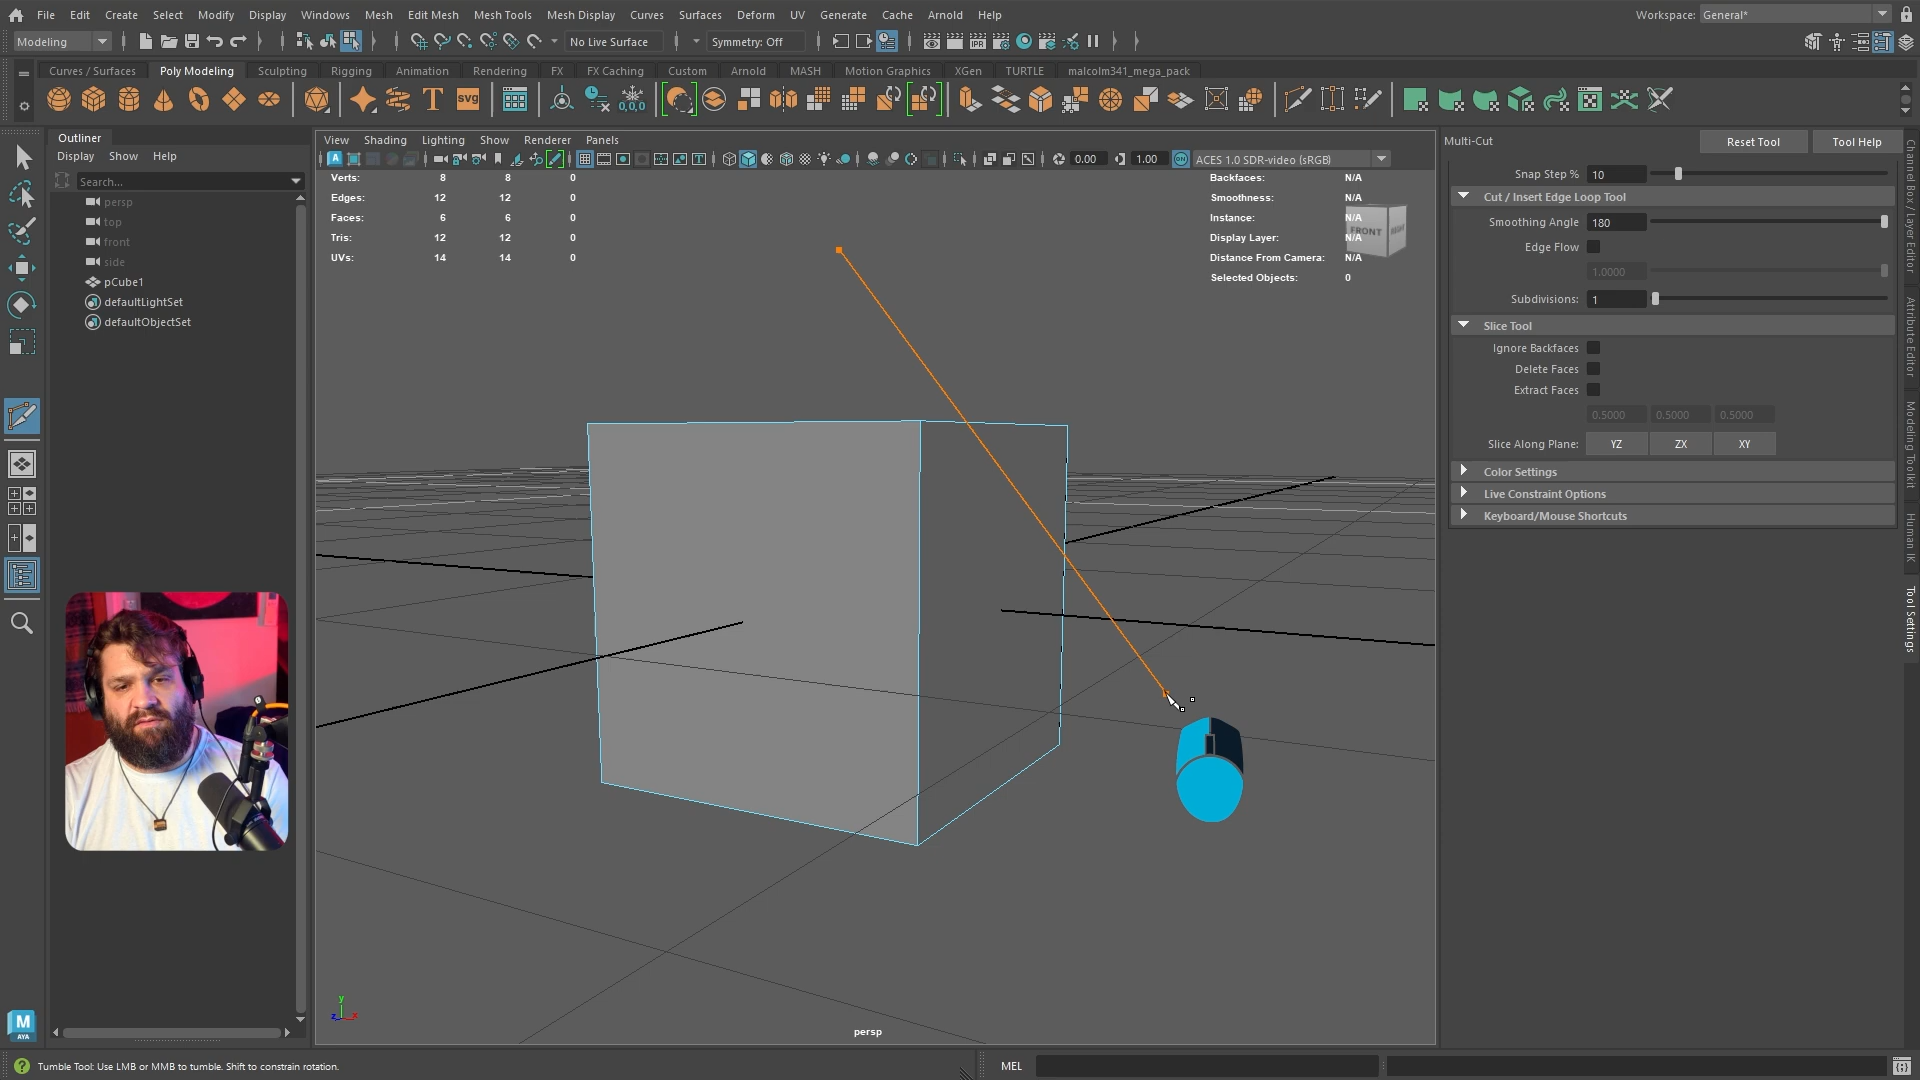 File Edit Create Select Modify Display Windows Mesh Edit Mesh Mesh Tools Mesh Display Curves Surfaces Deform UV Generate Cache Arnold Help Workspace: General*
Modeling No Live Surface Symmetry: Off
Curves / Surfaces Poly Modeling Sculpting Rigging Animation Rendering FX FX Caching Custom Arnold MASH Motion Graphics XGen TURTLE malcolm341_mega_pack
T SVG 0,0,0
Outliner
Display Show Help
Search...
persp
top
front
side
pCube1
defaultLightSet
defaultObjectSet
View Shading Lighting Show Renderer Panels
0.00 1.00 ACES 1.0 SDR-video (sRGB)
Verts: 8 8 0
Edges: 12 12 0
Faces: 6 6 0
Tris: 12 12 0
UVs: 14 14 0
Backfaces: N/A
Smoothness: N/A
Instance: N/A
Display Layer: N/A
Distance From Camera: N/A
Selected Objects: 0
FRONT RIGHT
persp
y
z x
Multi-Cut Reset Tool Tool Help
Snap Step % 10
Cut / Insert Edge Loop Tool
Smoothing Angle 180
Edge Flow
1.0000
Subdivisions: 1
Slice Tool
Ignore Backfaces
Delete Faces
Extract Faces
0.5000 0.5000 0.5000
Slice Along Plane: YZ ZX XY
Color Settings
Live Constraint Options
Keyboard/Mouse Shortcuts
Channel Box / Layer Editor
Attribute Editor
Modeling Toolkit
Human IK
Tool Settings
M
AYA
Tumble Tool: Use LMB or MMB to tumble. Shift to constrain rotation.
MEL